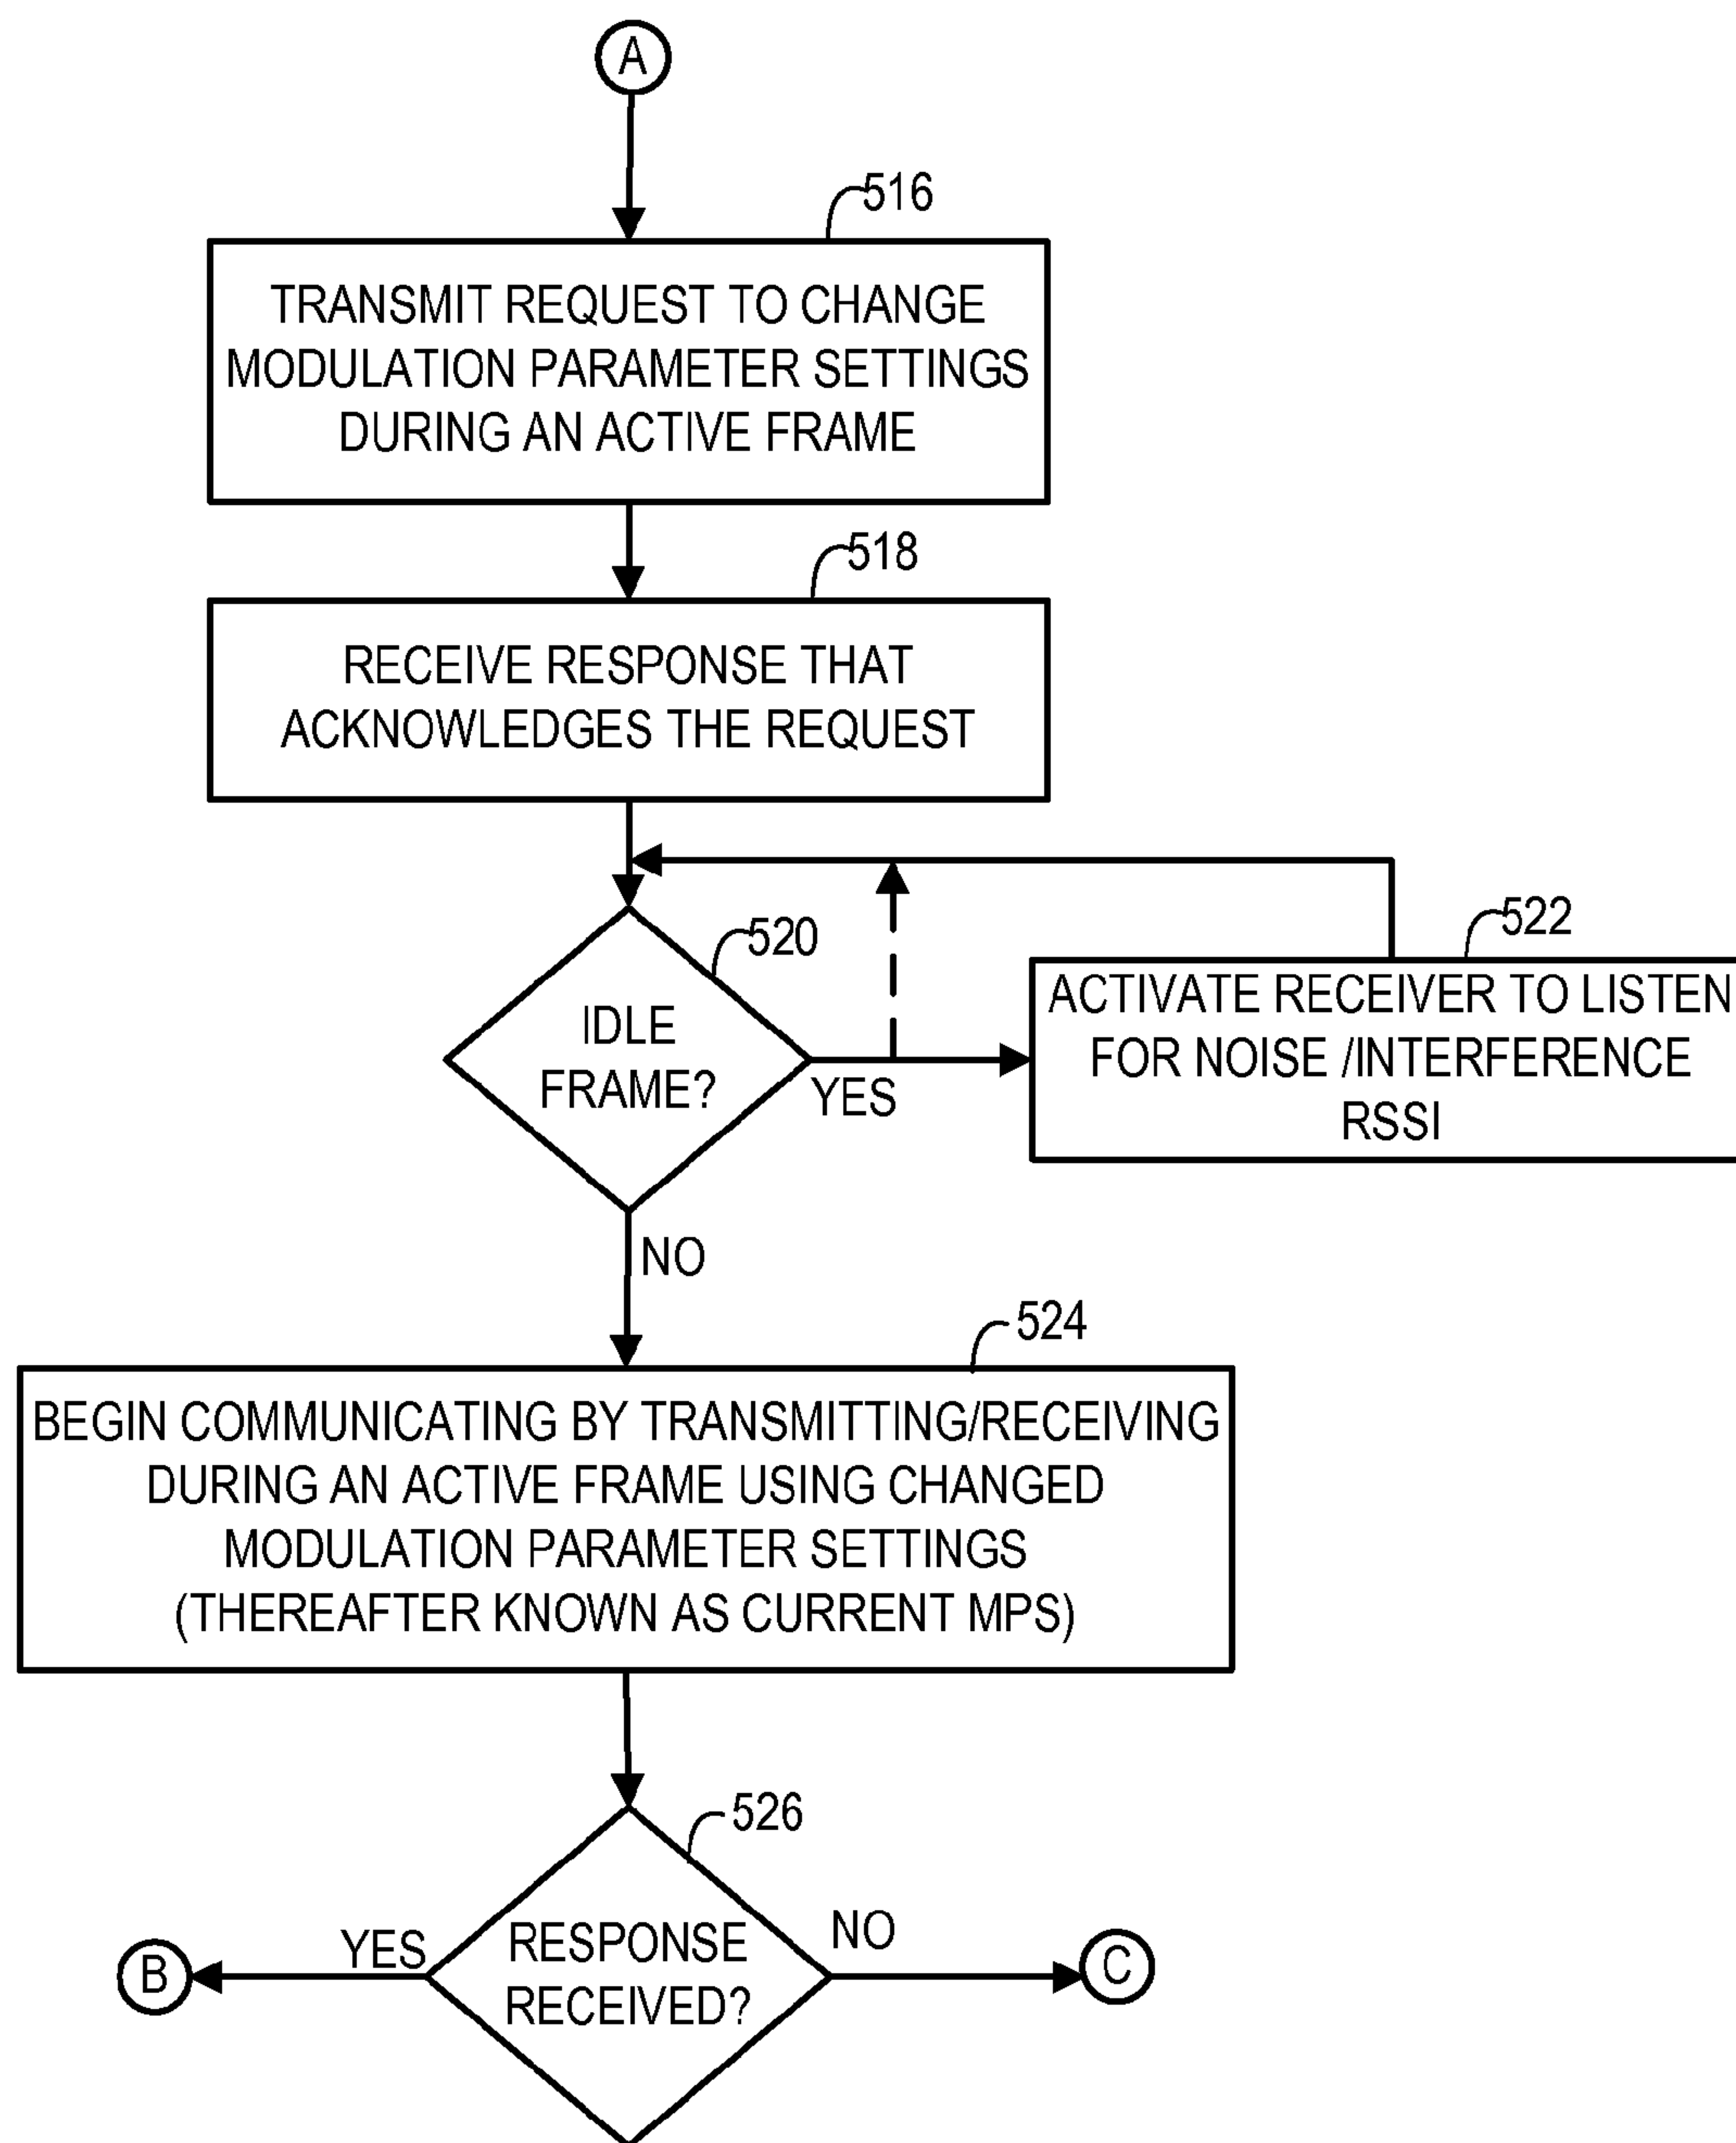 A
516
TRANSMIT REQUEST TO CHANGE
MODULATION PARAMETER SETTINGS
DURING AN ACTIVE FRAME
518
RECEIVE RESPONSE THAT
ACKNOWLEDGES THE REQUEST
520
IDLE
FRAME?
YES
522
ACTIVATE RECEIVER TO LISTEN
FOR NOISE /INTERFERENCE
RSSI
NO
524
BEGIN COMMUNICATING BY TRANSMITTING/RECEIVING
DURING AN ACTIVE FRAME USING CHANGED
MODULATION PARAMETER SETTINGS
(THEREAFTER KNOWN AS CURRENT MPS)
526
RESPONSE
RECEIVED?
YES
B
NO
C